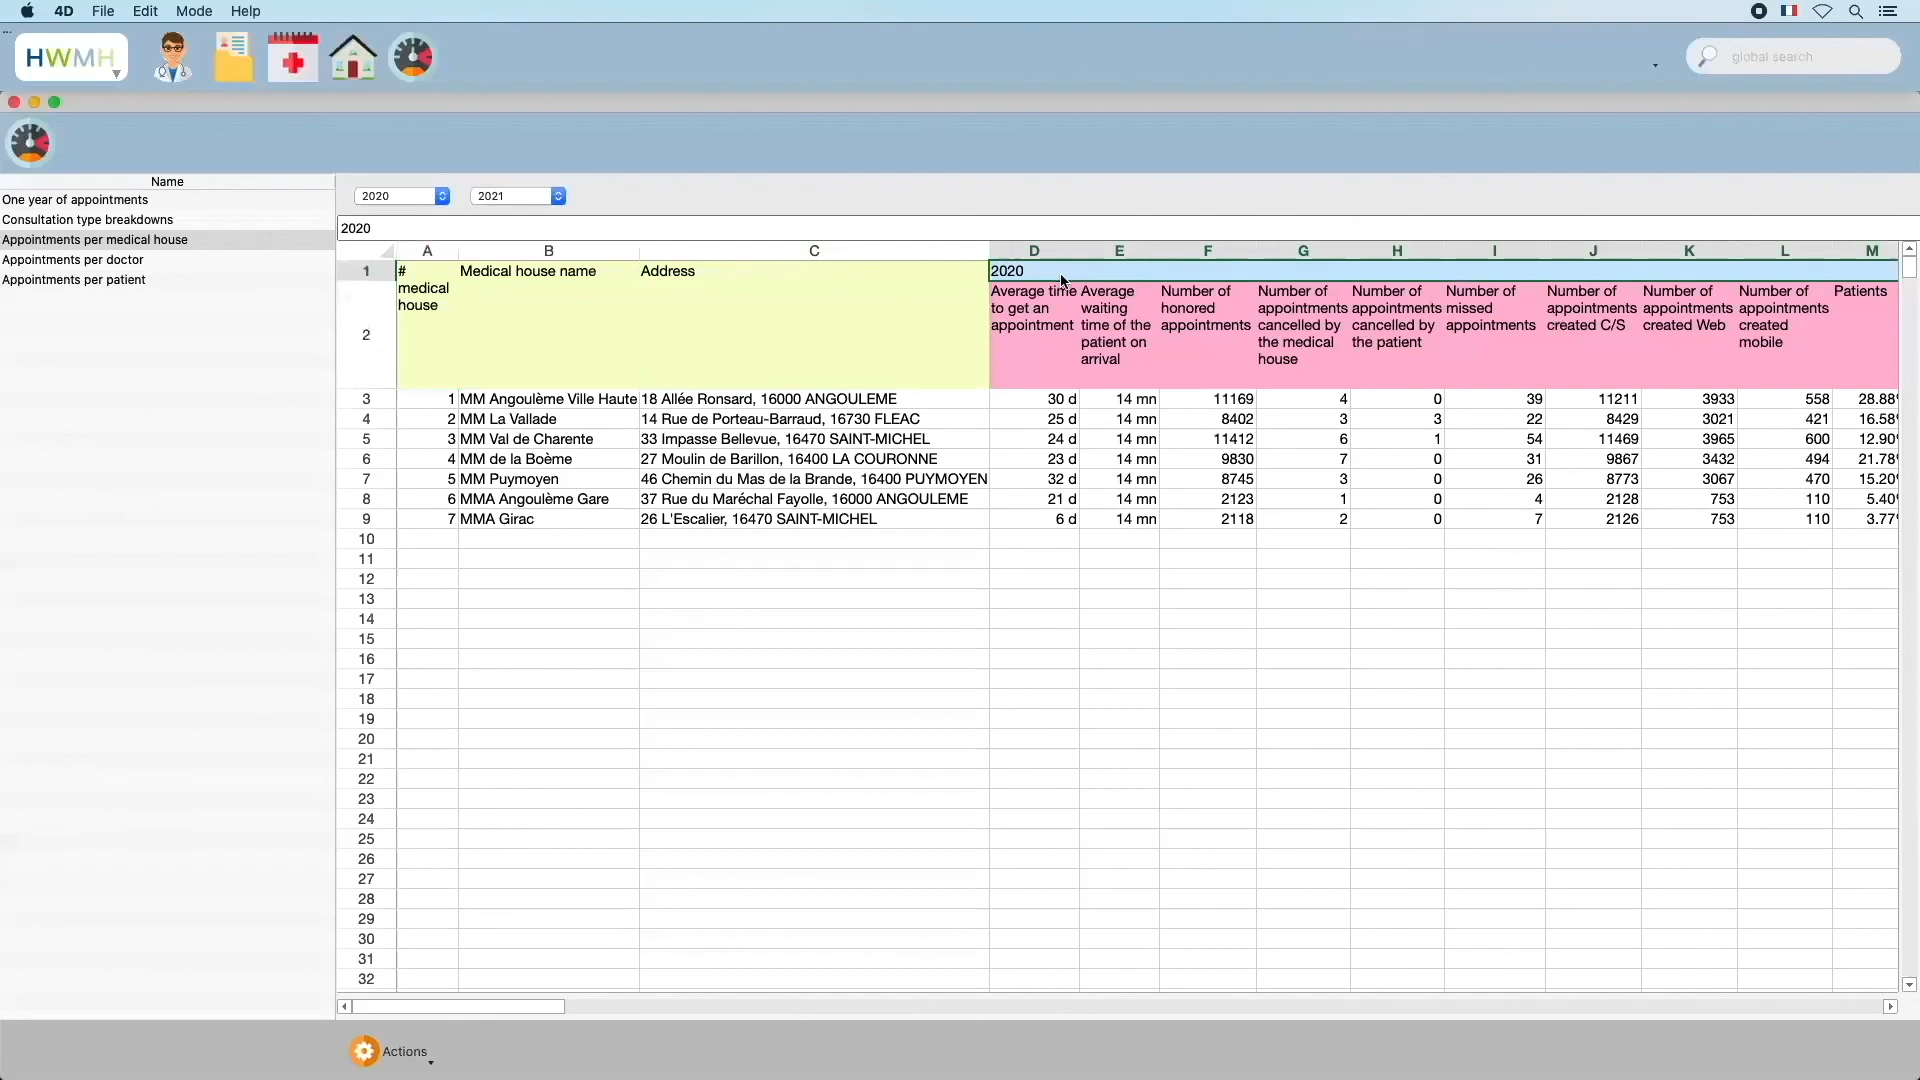 4D File Edit Mode Help
...
HWMH
global search
Name
One year of appointments
Consultation type breakdowns
Appointments per medical house
Appointments per doctor
Appointments per patient
2020 2021
2020
A B C D E F G H I J K L M
1 # medical house Medical house name Address 2020
2 Average time to get an appointment Average waiting time of the patient on arrival Number of honored appointments Number of appointments cancelled by the medical house Number of appointments cancelled by the patient Number of missed appointments Number of appointments created C/S Number of appointments created Web Number of appointments created mobile Patients
3 1 MM Angoulème Ville Haute 18 Allée Ronsard, 16000 ANGOULEME 30 d 14 mn 11169 4 0 39 11211 3933 558 28.88
4 2 MM La Vallade 14 Rue de Porteau-Barraud, 16730 FLEAC 25 d 14 mn 8402 3 3 22 8429 3021 421 16.58
5 3 MM Val de Charente 33 Impasse Bellevue, 16470 SAINT-MICHEL 24 d 14 mn 11412 6 1 54 11469 3965 600 12.90
6 4 MM de la Boème 27 Moulin de Barillon, 16400 LA COURONNE 23 d 14 mn 9830 7 0 31 9867 3432 494 21.78
7 5 MM Puymoyen 46 Chemin du Mas de la Brande, 16400 PUYMOYEN 32 d 14 mn 8745 3 0 26 8773 3067 470 15.20
8 6 MMA Angoulème Gare 37 Rue du Maréchal Fayolle, 16000 ANGOULEME 21 d 14 mn 2123 1 0 4 2128 753 110 5.40
9 7 MMA Girac 26 L'Escalier, 16470 SAINT-MICHEL 6 d 14 mn 2118 2 0 7 2126 753 110 3.77
10
11
12
13
14
15
16
17
18
19
20
21
22
23
24
25
26
27
28
29
30
31
32
Actions